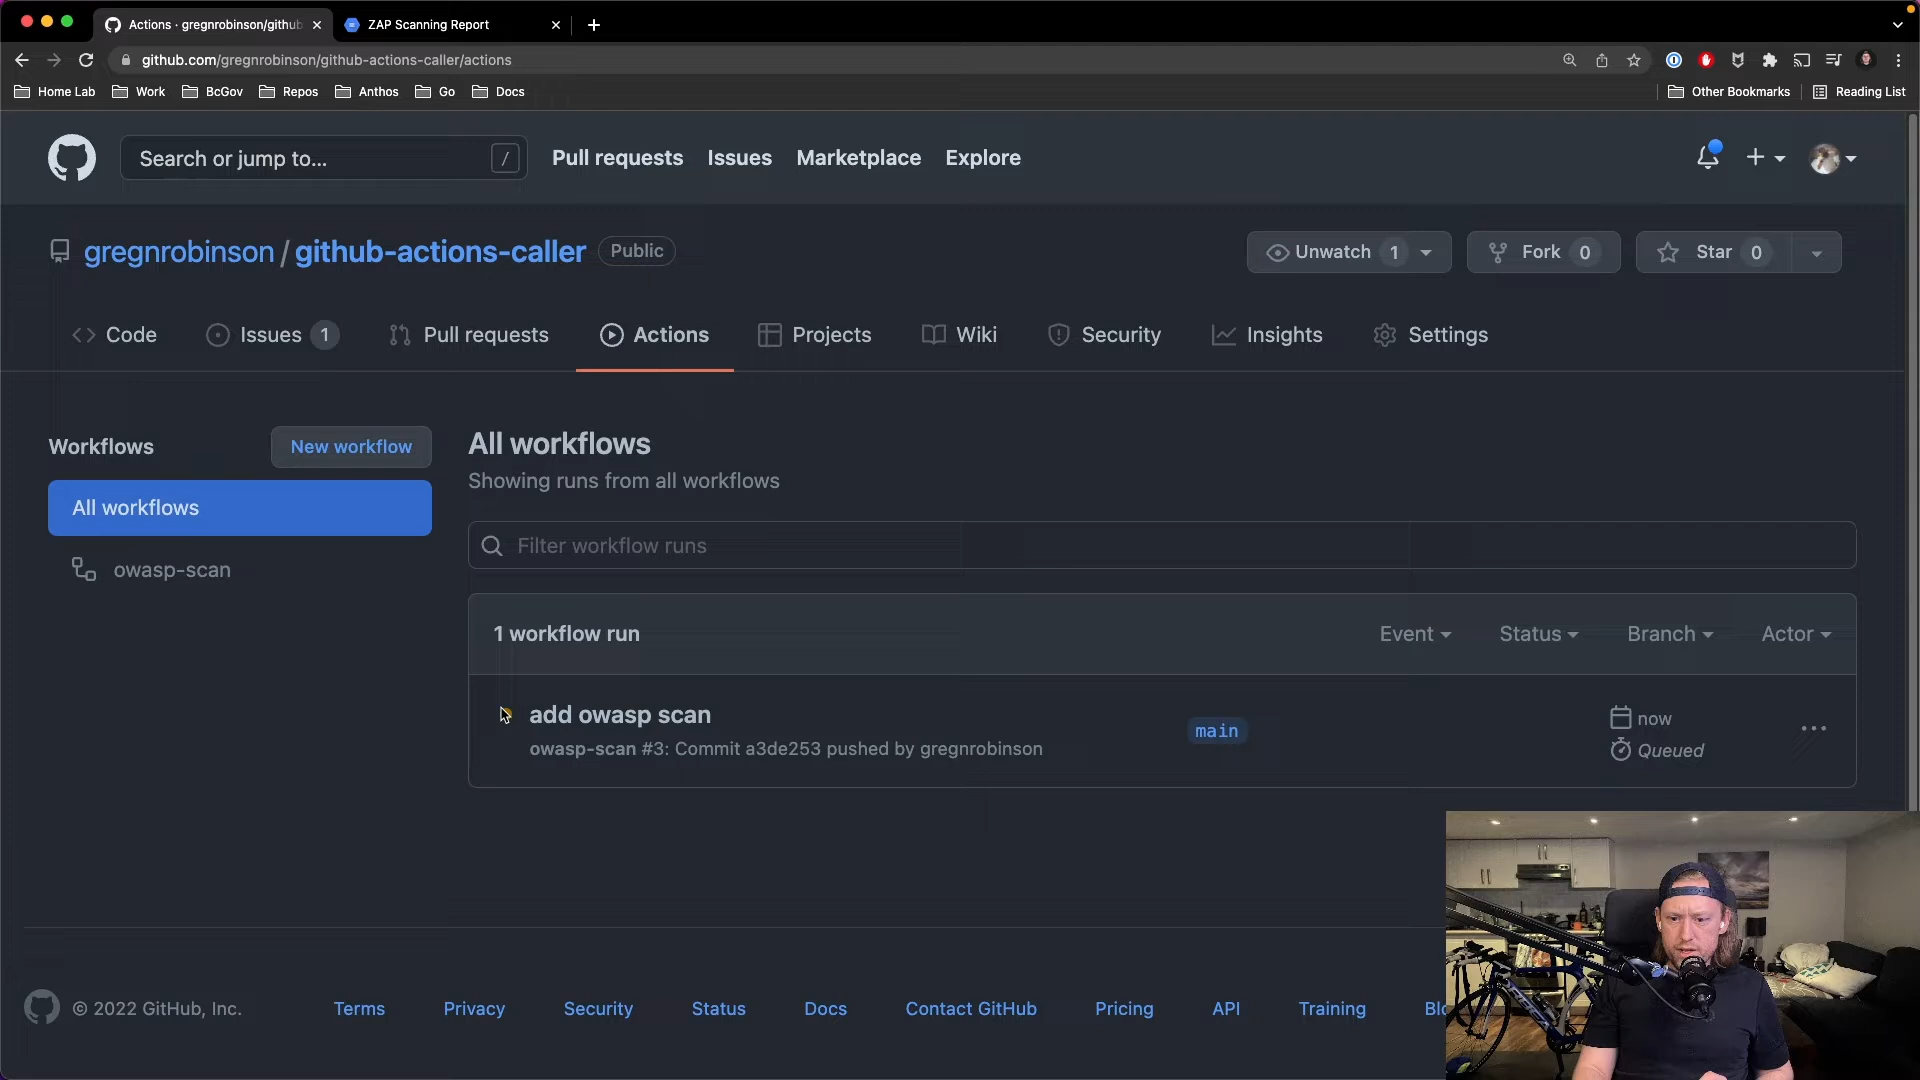 Actions · gregnrobinson/github
ZAP Scanning Report
github.com/gregnrobinson/github-actions-caller/actions
Home Lab
Work
BcGov
Repos
Anthos
Go
Docs
Other Bookmarks
Reading List
Search or jump to...
/
Pull requests
Issues
Marketplace
Explore
gregnrobinson / github-actions-caller
Public
Unwatch 1
Fork 0
Star 0
Code
Issues 1
Pull requests
Actions
Projects
Wiki
Security
Insights
Settings
Workflows
New workflow
All workflows
owasp-scan
All workflows
Showing runs from all workflows
Filter workflow runs
1 workflow run
Event
Status
Branch
Actor
add owasp scan
owasp-scan #3: Commit a3de253 pushed by gregnrobinson
main
now
Queued
© 2022 GitHub, Inc.
Terms
Privacy
Security
Status
Docs
Contact GitHub
Pricing
API
Training